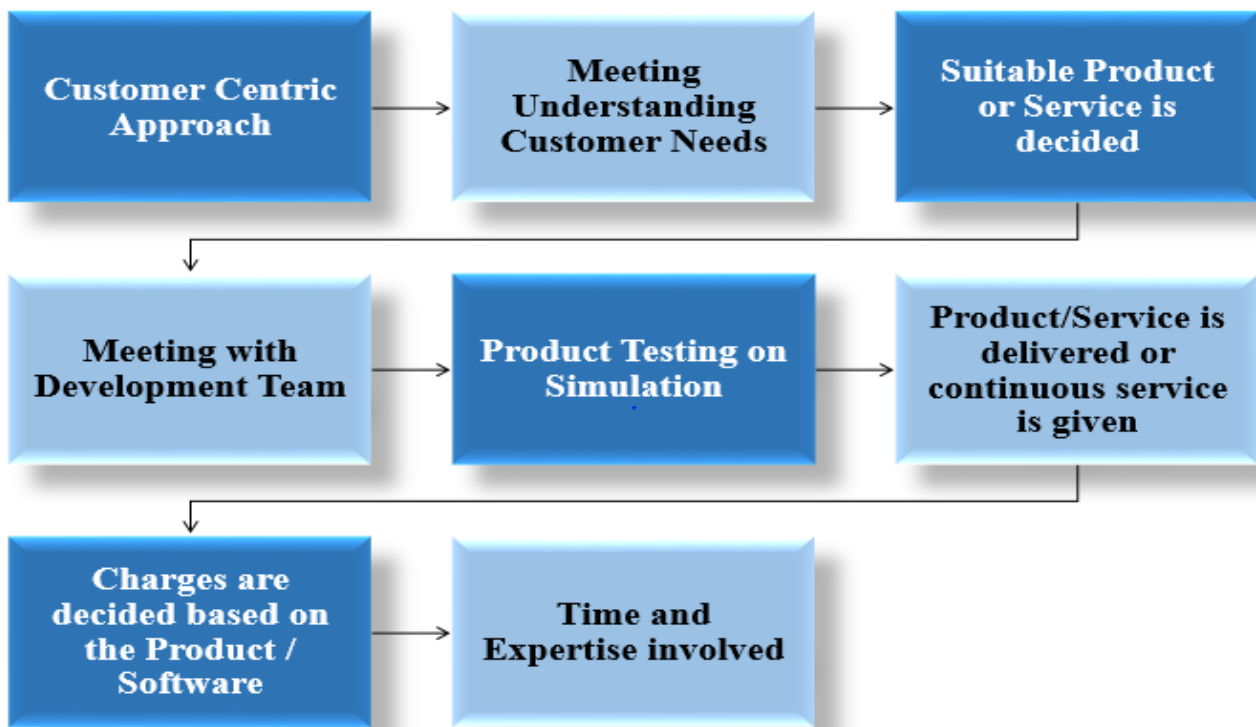 Customer Centric
Approach
Meeting
Understanding
Customer Needs
Suitable Product
or Service is
decided
Meeting with
Development Team
Product Testing on
Simulation
Product/Service is
delivered or
continuous service
is given
Charges are
decided based on
the Product /
Software
Time and
Expertise involved